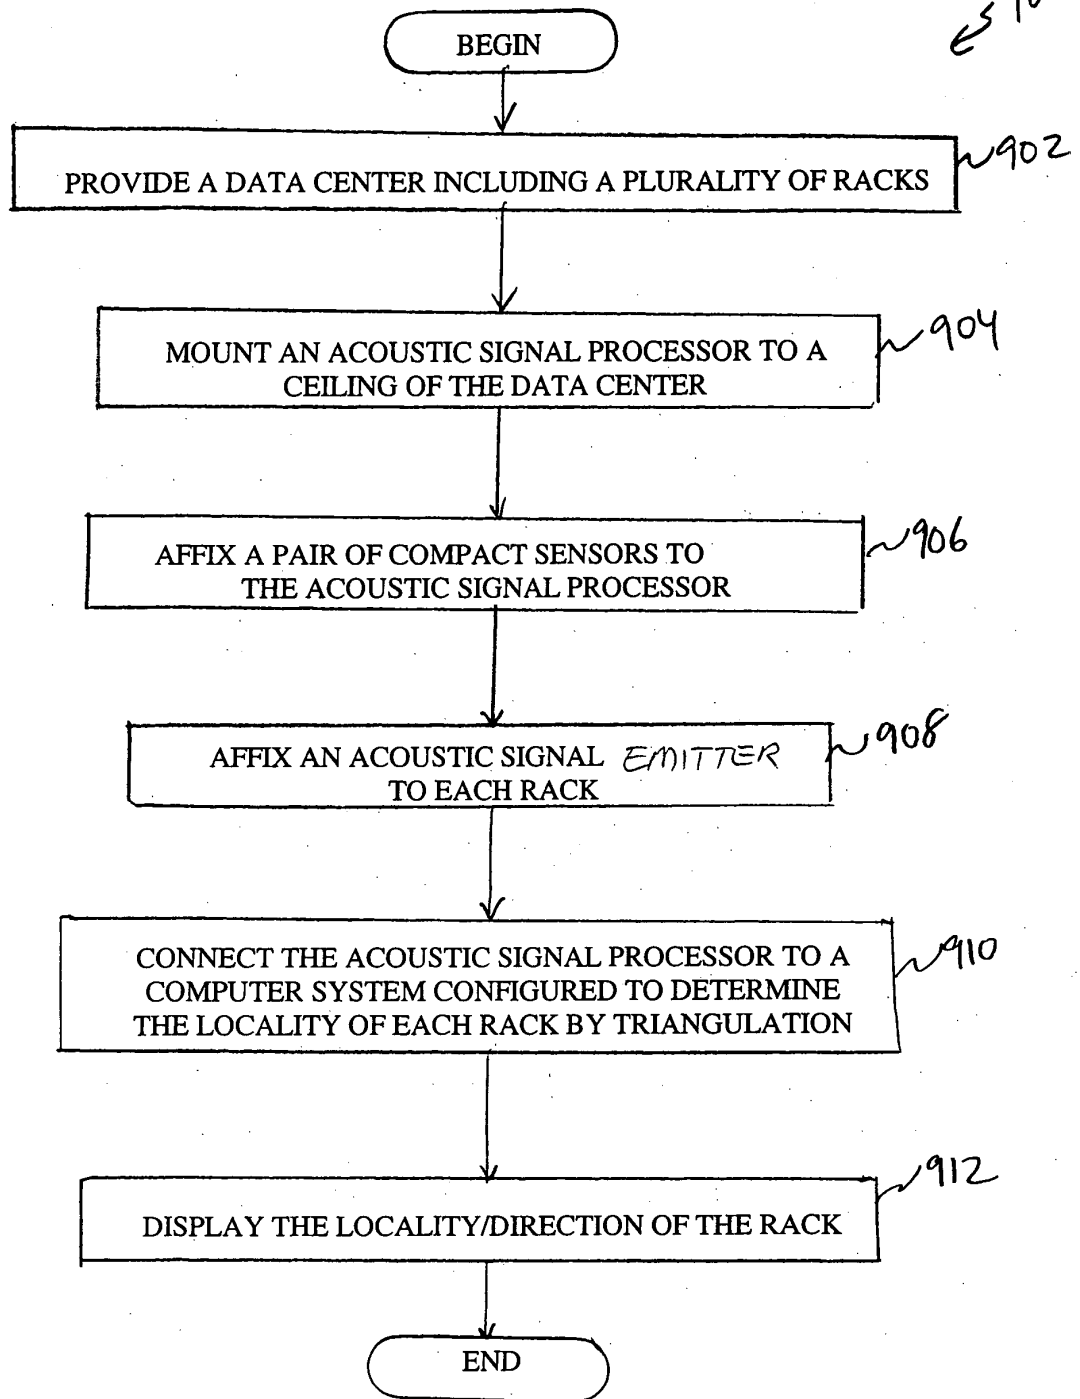 BEGIN
PROVIDE A DATA CENTER INCLUDING A PLURALITY OF RACKS
902
MOUNT AN ACOUSTIC SIGNAL PROCESSOR TO A
CEILING OF THE DATA CENTER
904
AFFIX A PAIR OF COMPACT SENSORS TO
THE ACOUSTIC SIGNAL PROCESSOR
906
AFFIX AN ACOUSTIC SIGNAL EMITTER
TO EACH RACK
908
CONNECT THE ACOUSTIC SIGNAL PROCESSOR TO A
COMPUTER SYSTEM CONFIGURED TO DETERMINE
THE LOCALITY OF EACH RACK BY TRIANGULATION
910
DISPLAY THE LOCALITY/DIRECTION OF THE RACK
912
END